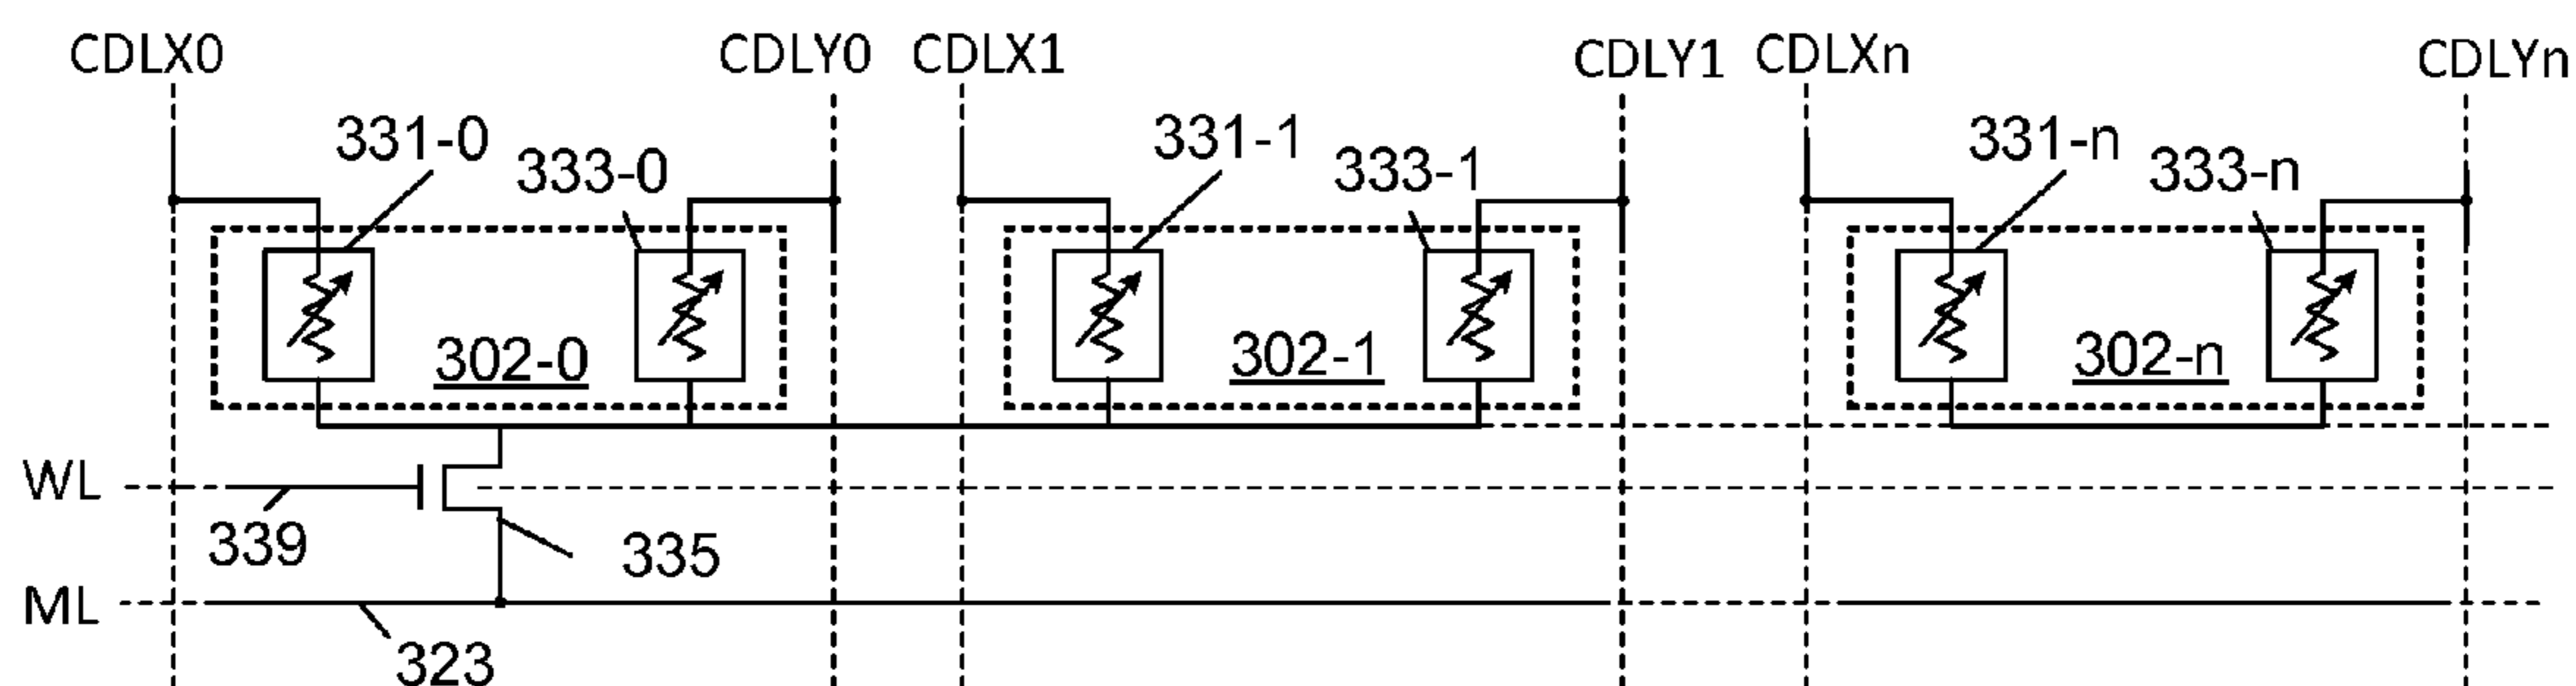 CDLX0 CDLY0 CDLX1 CDLY1 CDLXn CDLYn
331-0 331-1 331-n
333-0 333-1 333-n
302-0 302-1 302-n
WL
339 335
ML
323